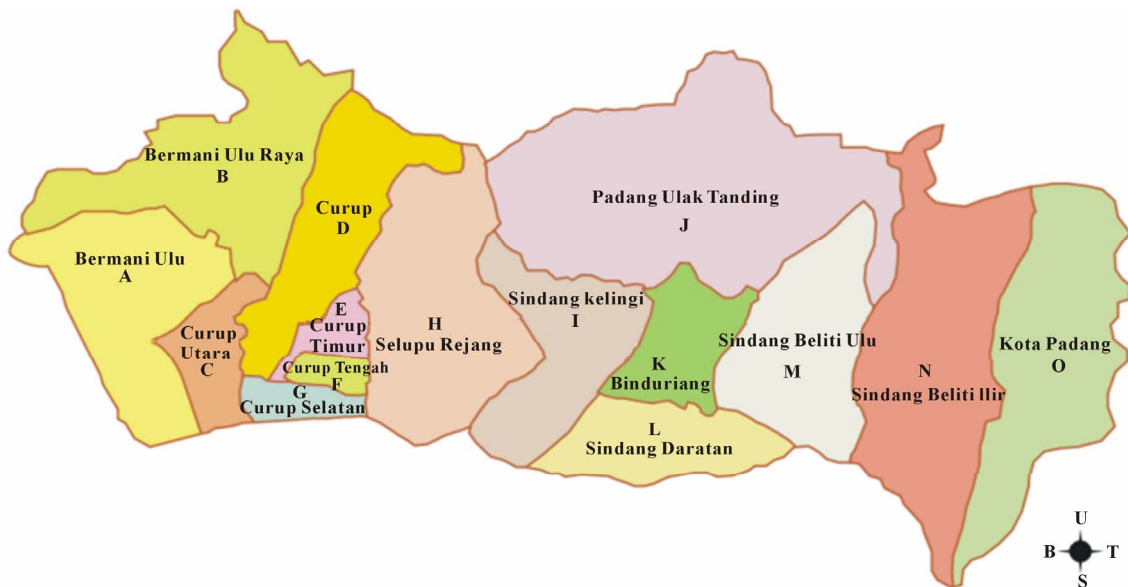 Bermani Ulu Raya
B
Curup
D
Padang Ulak Tanding
J
Bermani Ulu
A
Sindang kelingi
I
E
Curup
Timur
H
Selupu Rejang
Curup
Utara
C
Sindang Beliti Ulu
M
Kota Padang
O
Curup Tengah
F
K
Binduriang
N
Sindang Beliti llir
G
Curup Selatan
L
Sindang Daratan
U
B
T
S